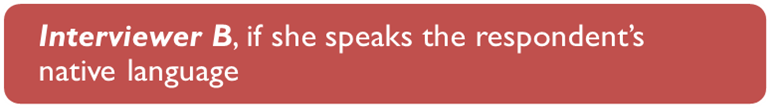 Interviewer B, if she speaks the respondent’s
native language